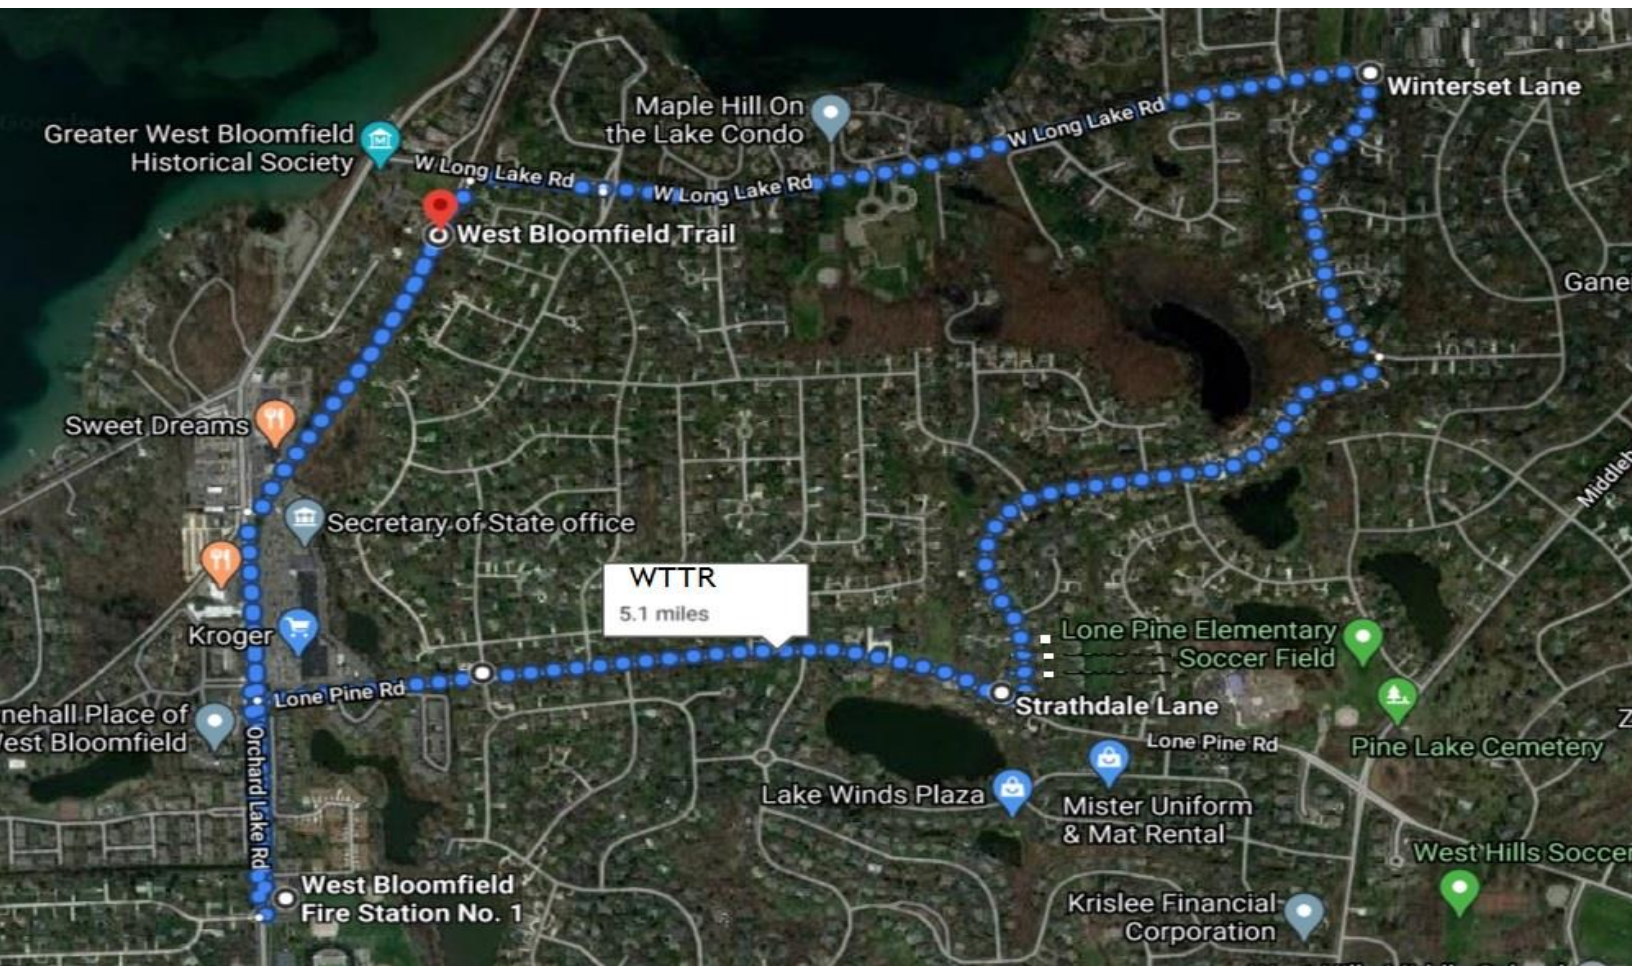 Winterset Lane
Maple Hill On
the Lake Condo
W Long Lake Rd
Greater West Bloomfield
Historical Society
W Long Lake Rd
W Long Lake Rd
West Bloomfield Trail
Sweet Dreams
Secretary of State office
WTTR
5.1 miles
Kroger
Lone Pine Elementary
Soccer Field
Lone Pine Rd
Strathdale Lane
nehall Place of
est Bloomfield
Orchard Lake Rd
Lone Pine Rd
Pine Lake Cemetery
Lake Winds Plaza
Mister Uniform
& Mat Rental
West Hills Soccer
West Bloomfield
Fire Station No. 1
Krislee Financial
Corporation